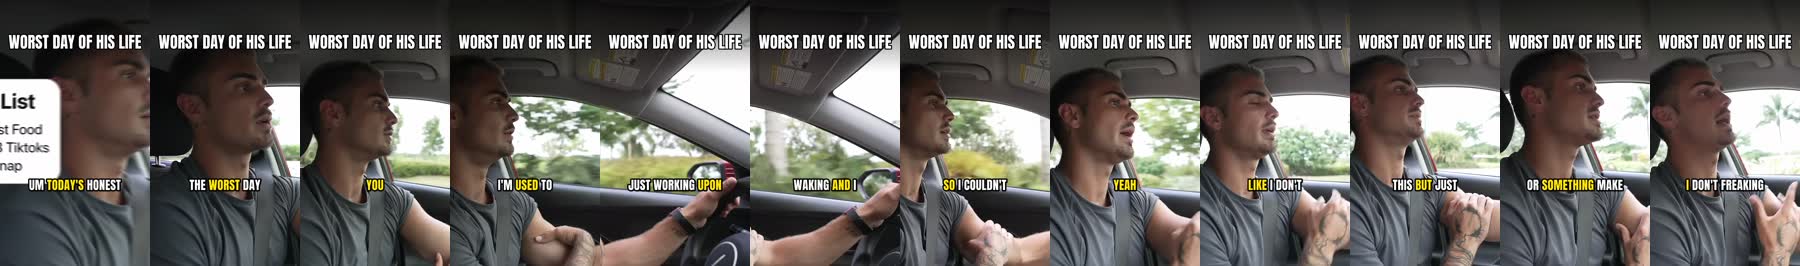 WORST DAY OF HIS LIFE
List
st Food
3 Tiktoks
nap
UM TODAY'S HONEST
WORST DAY OF HIS LIFE
THE WORST DAY
WORST DAY OF HIS LIFE
YOU
WORST DAY OF HIS LIFE
I'M USED TO
WORST DAY OF HIS LIFE
JUST WORKING UPON
WORST DAY OF HIS LIFE
WAKING AND I
WORST DAY OF HIS LIFE
SO I COULDN'T
WORST DAY OF HIS LIFE
YEAH
WORST DAY OF HIS LIFE
LIKE I DON'T
WORST DAY OF HIS LIFE
THIS BUT JUST
WORST DAY OF HIS LIFE
OR SOMETHING MAKE
WORST DAY OF HIS LIFE
I DON'T FREAKING